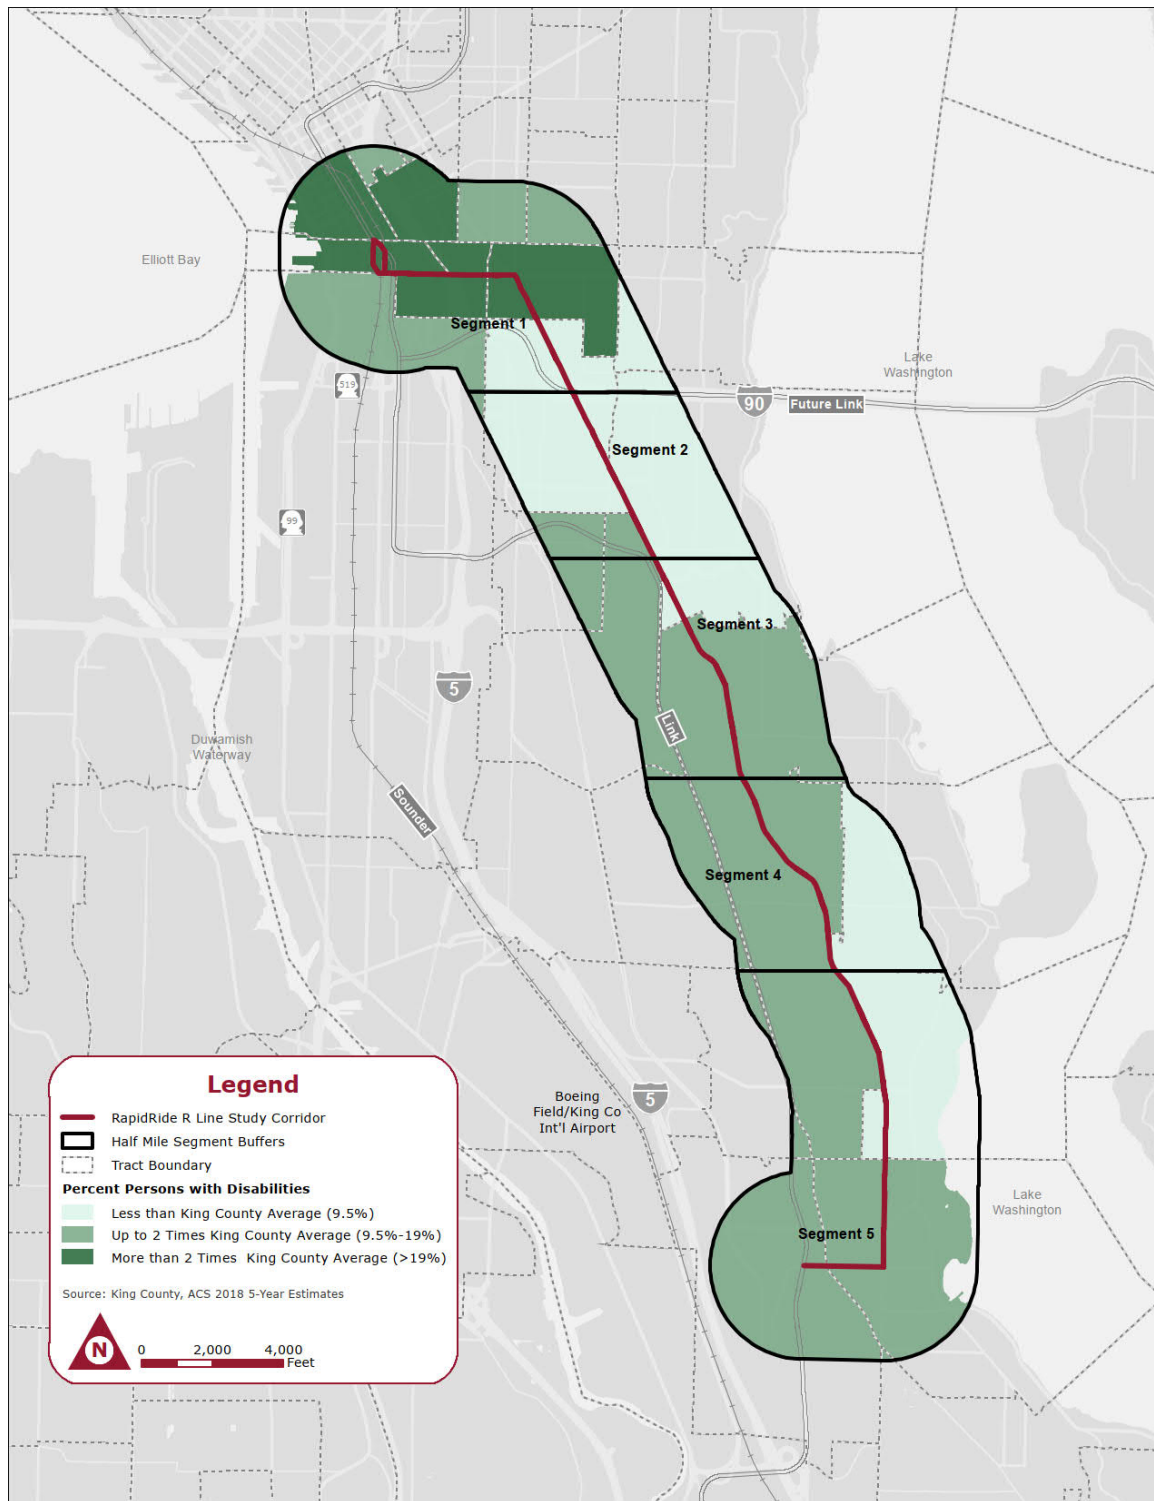 Elliott Bay
Segment 1
519
Lake
Washington
90
Future Link
Segment 2
99
Segment 3
5
Link
Duwamish
Waterway
Sounder
Segment 4
Boeing
Field/King Co
Int'l Airport
5
Lake
Washington
Segment 5
Legend
RapidRide R Line Study Corridor
Half Mile Segment Buffers
Tract Boundary
Percent Persons with Disabilities
Less than King County Average (9.5%)
Up to 2 Times King County Average (9.5%-19%)
More than 2 Times King County Average (>19%)
Source: King County, ACS 2018 5-Year Estimates
N
0 2,000 4,000
Feet